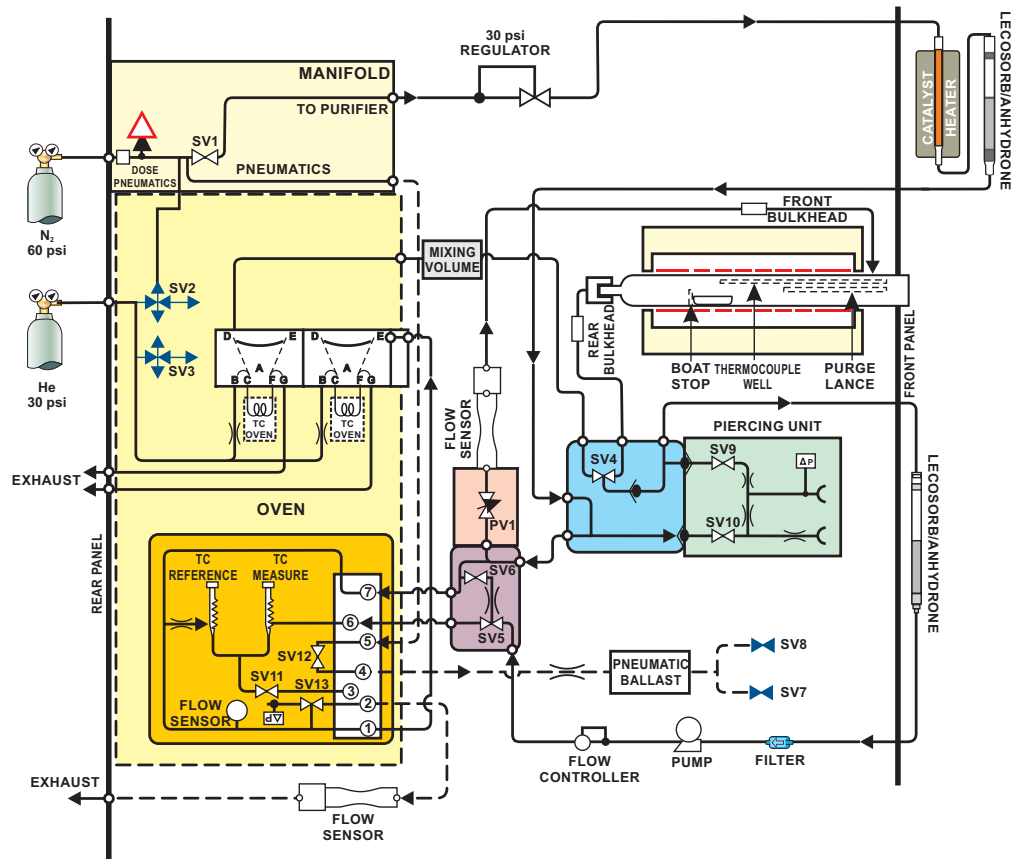 30 psi
REGULATOR
LECOSORB/ANHYDRONE
MANIFOLD
TO PURIFIER
CATALYST
HEATER
SV1
DOSE
PNEUMATICS
PNEUMATICS
N2
60 psi
FRONT
BULKHEAD
MIXING
VOLUME
SV2
REAR
BULKHEAD
He
30 psi
SV3
D
E
D
E
A
A
B
C
F
G
B
C
F
G
TC
OVEN
TC
OVEN
BOAT
STOP
THERMOCOUPLE
WELL
PURGE
LANCE
FRONT PANEL
FLOW
SENSOR
PIERCING UNIT
SV4
SV9
ΔP
EXHAUST
LECOSORB/ANHYDRONE
OVEN
PV1
SV10
REAR PANEL
TC
REFERENCE
TC
MEASURE
SV6
7
6
SV5
5
SV12
4
SV8
PNEUMATIC
BALLAST
SV11
SV13
3
SV7
FLOW
SENSOR
ΔP
2
1
FLOW
CONTROLLER
PUMP
FILTER
EXHAUST
FLOW
SENSOR